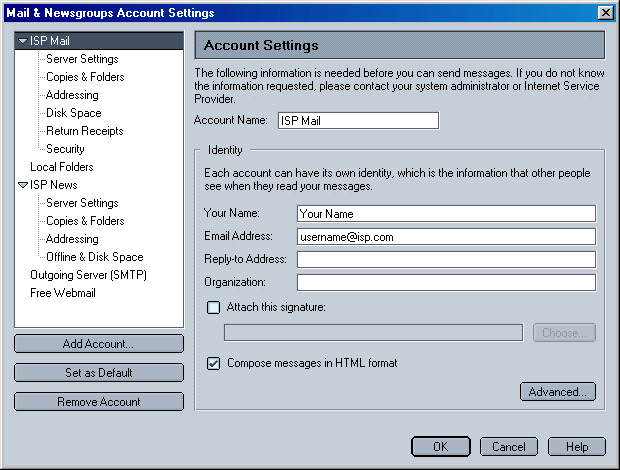 Mail & Newsgroups Account Settings
ISP Mail
Server Settings
Copies & Folders
Addressing
Disk Space
Return Receipts
Security
Local Folders
ISP News
Server Settings
Copies & Folders
Addressing
Offline & Disk Space
Outgoing Server (SMTP)
Free Webmail
Add Account...
Set as Default
Remove Account
Account Settings
The following information is needed before you can send messages. If you do not know
the information requested, please contact your system administrator or Internet Service
Provider.
Account Name: ISP Mail
Identity
Each account can have its own identity, which is the information that other people
see when they read your messages.
Your Name: Your Name
Email Address: username@isp.com
Reply-to Address:
Organization:
Attach this signature:
Choose...
Compose messages in HTML format
Advanced...
OK Cancel Help